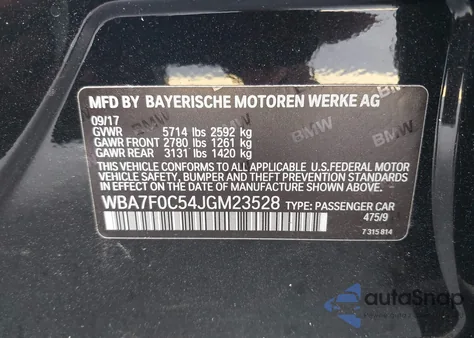 MFD BY BAYERISCHE MOTOREN WERKE AG
09/17
GVWR 5714 lbs 2592 kg
GAWR FRONT 2780 lbs 1261 kg
GAWR REAR 3131 lbs 1420 kg
THIS VEHICLE CONFORMS TO ALL APPLICABLE U.S.FEDERAL MOTOR
VEHICLE SAFETY, BUMPER AND THEFT PREVENTION STANDARDS
IN EFFECT ON THE DATE OF MANUFACTURE SHOWN ABOVE.
WBA7F0C54JGM23528 TYPE: PASSENGER CAR
475/9
7 315 814
BMW
BMW
BMW
autoSnap